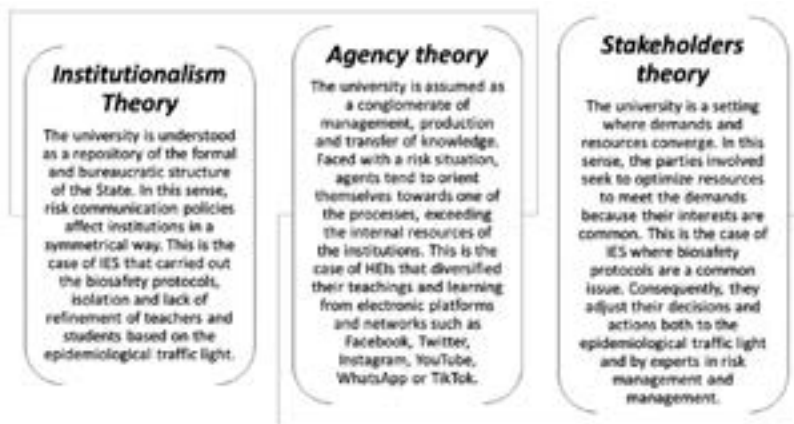 Institutionalism
Theory
The university is understood
as a repository of the formal
and bureaucratic structure
of the State. In this sense,
risk communication policies
affect institutions in a
symmetrical way. This is the
case of IES that carried out
the biosafety protocols,
isolation and lack of
refinement of teachers and
students based on the
epidemiological traffic light.
Agency theory
The university is assumed as
a conglomerate of
management, production
and transfer of knowledge.
Faced with a risk situation,
agents tend to orient
themselves towards one of
the processes, exceeding
the internal resources of
the institutions. This is the
case of HEIs that diversified
their teachings and learning
from electronic platforms
and networks such as
Facebook, Twitter,
Instagram, YouTube,
WhatsApp or TikTok.
Stakeholders
theory
The university is a setting
where demands and
resources converge. In this
sense, the parties involved
seek to optimize resources
to meet the demands
because their interests are
common. This is the case of
IES where biosafety
protocols are a common
issue. Consequently, they
adjust their decisions and
actions both to the
epidemiological traffic light
and by experts in risk
management and
management.